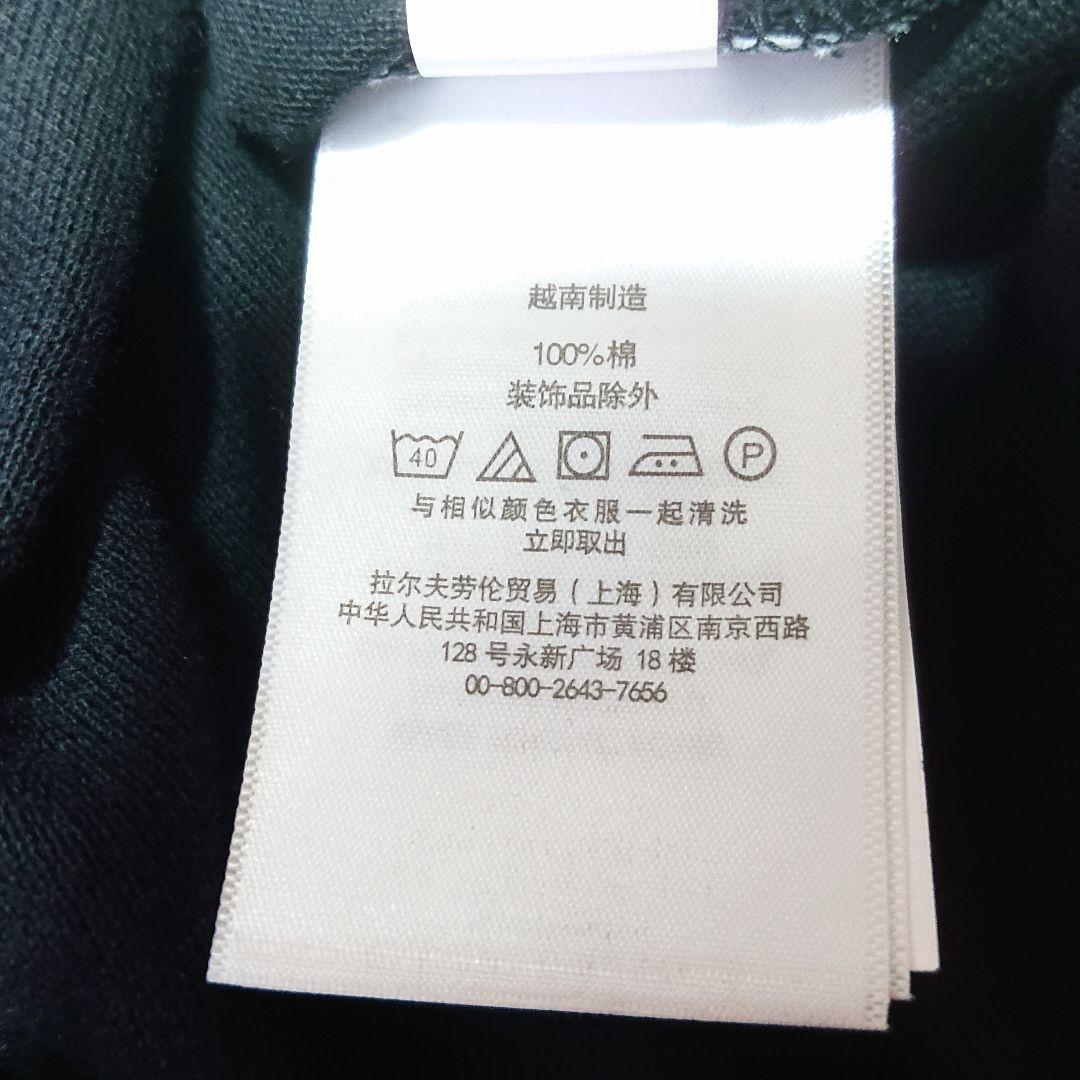 越南制造
100%棉
装饰品除外
40
P
与相似颜色衣服一起清洗
立即取出
拉尔夫劳伦贸易(上海)有限公司
中华人民共和国上海市黄浦区南京西路
128 号永新广场 18 楼
00-800-2643-7656